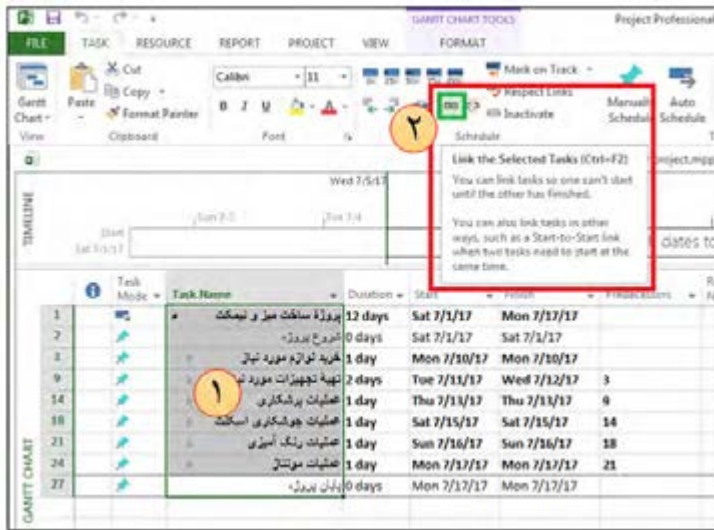 GANTT CHART TOOLS Project Professional
FILE TASK RESOURCE REPORT PROJECT VIEW FORMAT
Gantt Chart
View
Paste
Cut
Copy
Format Painter
Clipboard
Calibri 11
B I U A
Font
Mark on Track
Respect Links
Inactivate
Schedule
Manually Schedule
Auto Schedule
۲
Link the Selected Tasks (Ctrl+F2)
You can link tasks so one can't start
until the other has finished.
You can also link tasks in other
ways, such as a Start-to-Start link
when two tasks need to start at the
same time.
project.mpp
TIMELINE
Wed 7/5/17
Start
Sat 7/1/17
dates to
Task Mode Task Name Duration Start Finish Predecessors
1 پروژهٔ ساخت میز و نیمکت 12 days Sat 7/1/17 Mon 7/17/17
2 شروع پروژه 0 days Sat 7/1/17 Sat 7/1/17
3 خرید لوازم مورد نیاز 1 day Mon 7/10/17 Mon 7/10/17
9 تهیهٔ تجهیزات مورد 2 days Tue 7/11/17 Wed 7/12/17 3
14 عملیات برشکاری 1 day Thu 7/13/17 Thu 7/13/17 9
18 عملیات جوشکاری اسکلت 1 day Sat 7/15/17 Sat 7/15/17 14
21 عملیات رنگ آمیزی 1 day Sun 7/16/17 Sun 7/16/17 18
24 عملیات مونتاژ 1 day Mon 7/17/17 Mon 7/17/17 21
27 پایان پروژه 0 days Mon 7/17/17 Mon 7/17/17
۱
GANTT CHART